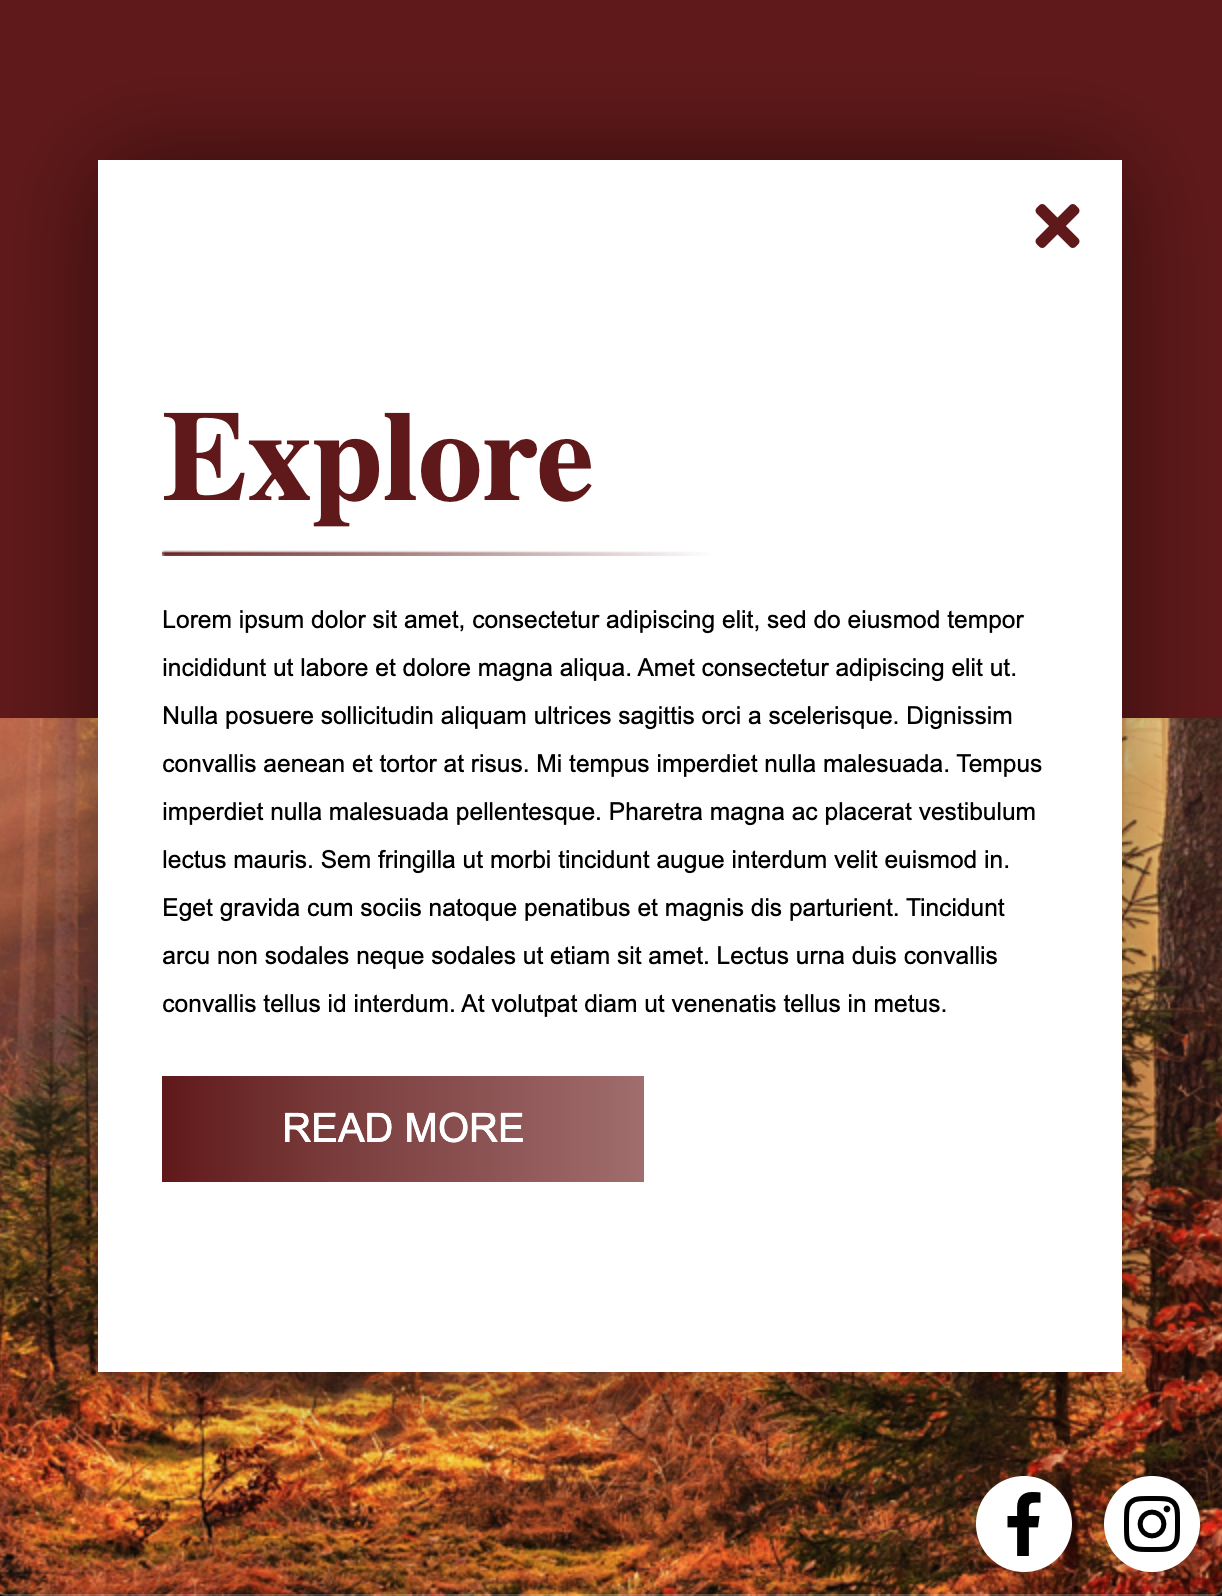 Explore
Lorem ipsum dolor sit amet, consectetur adipiscing elit, sed do eiusmod tempor
incididunt ut labore et dolore magna aliqua. Amet consectetur adipiscing elit ut.
Nulla posuere sollicitudin aliquam ultrices sagittis orci a scelerisque. Dignissim
convallis aenean et tortor at risus. Mi tempus imperdiet nulla malesuada. Tempus
imperdiet nulla malesuada pellentesque. Pharetra magna ac placerat vestibulum
lectus mauris. Sem fringilla ut morbi tincidunt augue interdum velit euismod in.
Eget gravida cum sociis natoque penatibus et magnis dis parturient. Tincidunt
arcu non sodales neque sodales ut etiam sit amet. Lectus urna duis convallis
convallis tellus id interdum. At volutpat diam ut venenatis tellus in metus.
READ MORE